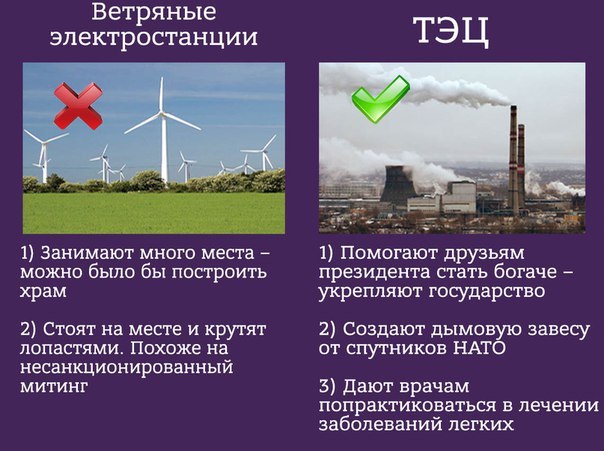 Ветряные
электростанции
1) Занимают много места –
можно было бы построить
храм
2) Стоят на месте и крутят
лопастями. Похоже на
несанкционированный
митинг
ТЭЦ
1) Помогают друзьям
президента стать богаче –
укрепляют государство
2) Создают дымовую завесу
от спутников НАТО
3) Дают врачам
попрактиковаться в лечении
заболеваний легких